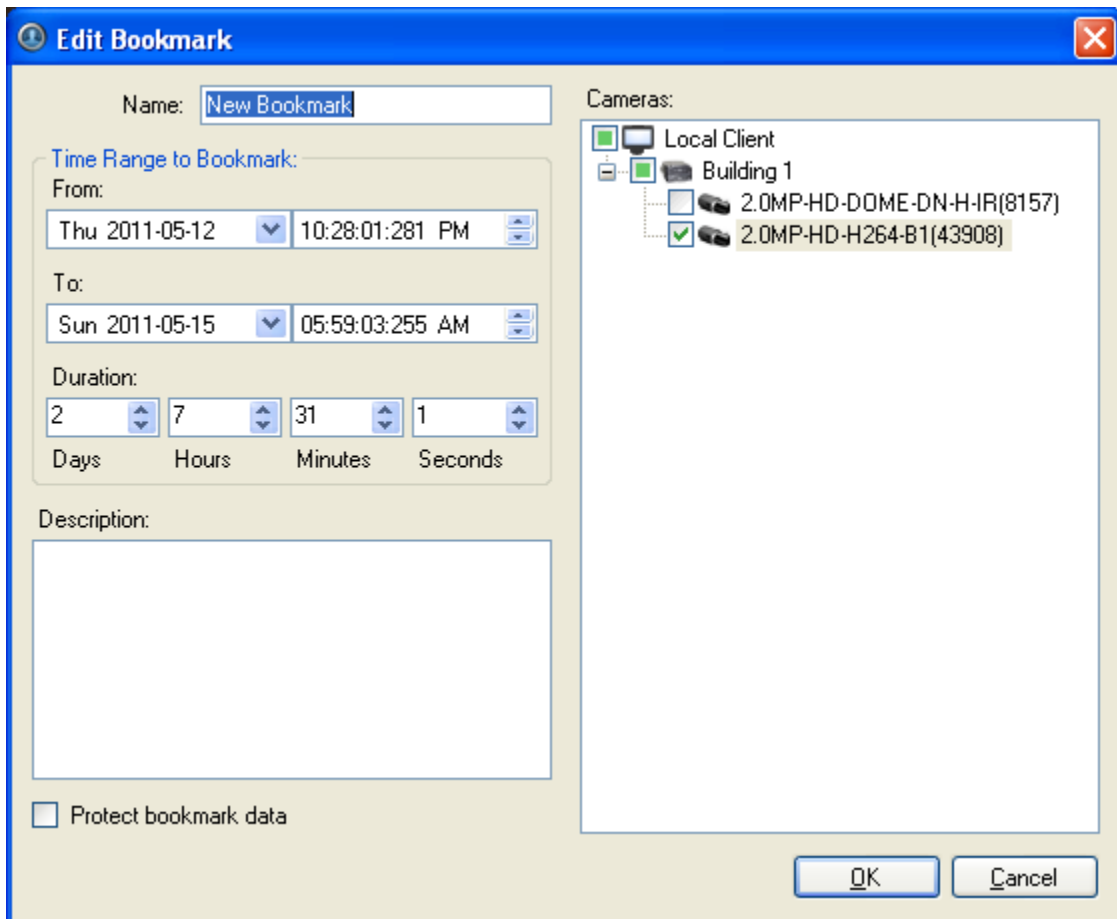 Edit Bookmark
Name: New Bookmark
Time Range to Bookmark:
From:
Thu 2011-05-12 10:28:01:281 PM
To:
Sun 2011-05-15 05:59:03:255 AM
Duration:
2 7 31 1
Days Hours Minutes Seconds
Description:
Protect bookmark data
Cameras:
Local Client
Building 1
2.0MP-HD-DOME-DN-H-IR(8157)
2.0MP-HD-H264-B1(43908)
OK Cancel